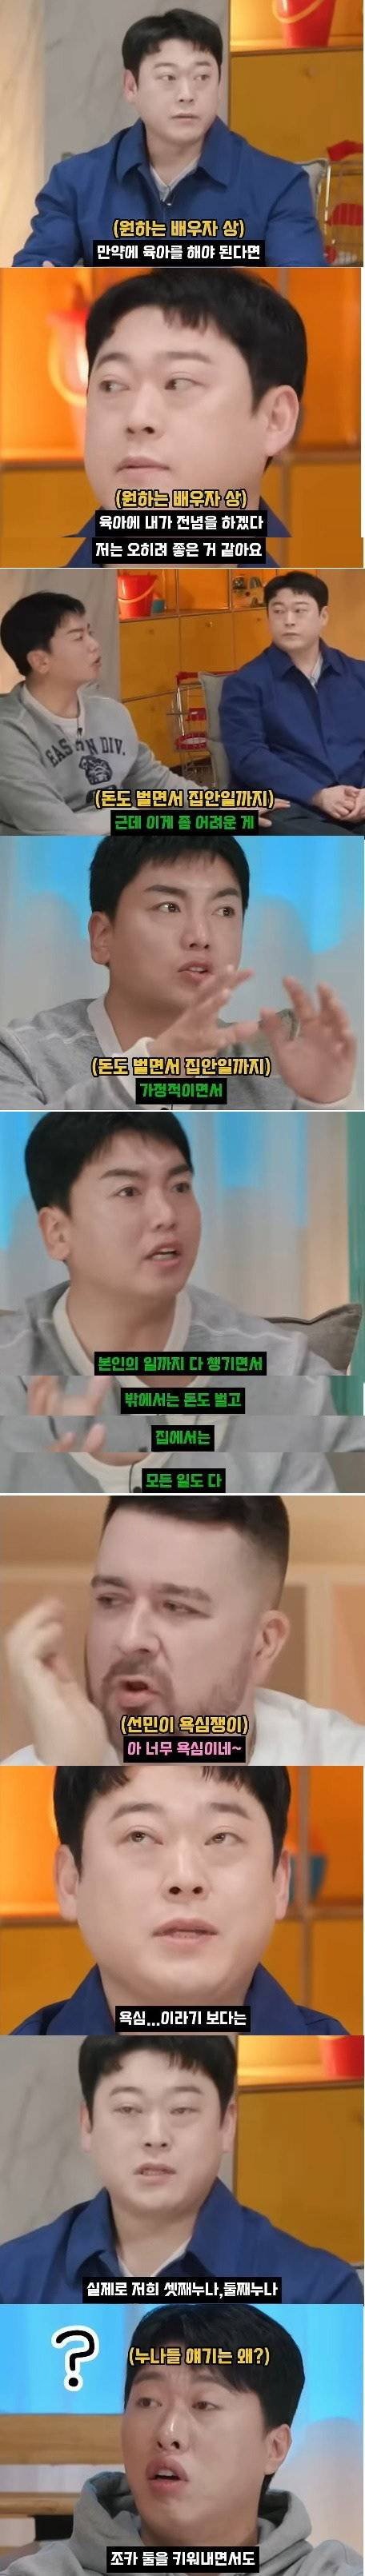 (원하는 배우자 상)
만약에 육아를 해야 된다면
(원하는 배우자 상)
육아에 내가 전념을 하겠다
저는 오히려 좋은 거 같아요
EAS N DIV.
(돈도 벌면서 집안일까지)
근데 이게 좀 어려운 게
(돈도 벌면서 집안일까지)
가정적이면서
본인의 일까지 다 챙기면서
밖에서는 돈도 벌고
집에서는
모든 일도 다
(선민이 욕심쟁이)
아 너무 욕심이네~
욕심...이라기 보다는
실제로 저희 셋째누나,둘째누나
?
(누나들 얘기는 왜?)
조카 둘을 키워내면서도